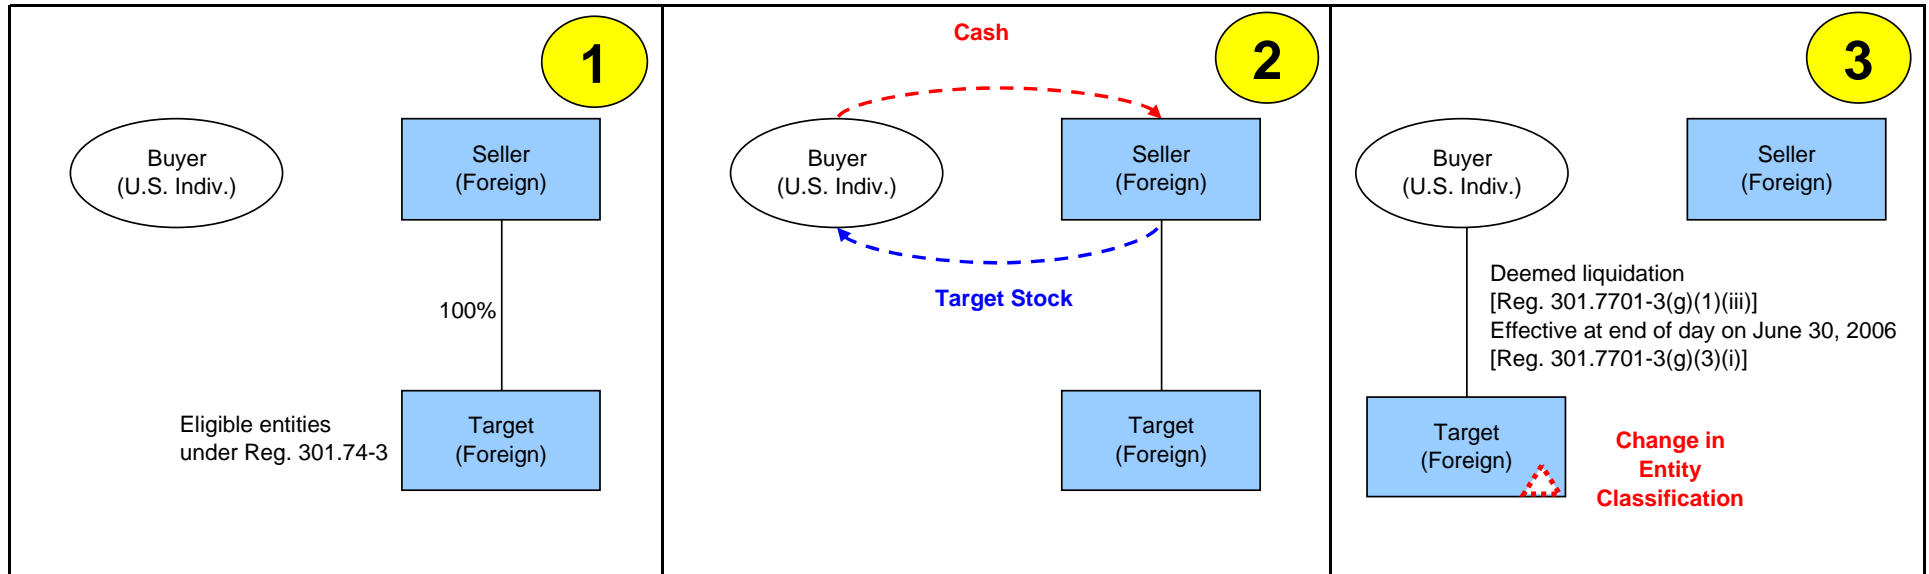 1
Buyer
(U.S. Indiv.)
Seller
(Foreign)
100%
Eligible entities
under Reg. 301.74-3
Target
(Foreign)
2
Cash
Buyer
(U.S. Indiv.)
Seller
(Foreign)
Target Stock
Target
(Foreign)
3
Buyer
(U.S. Indiv.)
Seller
(Foreign)
Deemed liquidation
[Reg. 301.7701-3(g)(1)(iii)]
Effective at end of day on June 30, 2006
[Reg. 301.7701-3(g)(3)(i)]
Target
(Foreign)
Change in
Entity
Classification